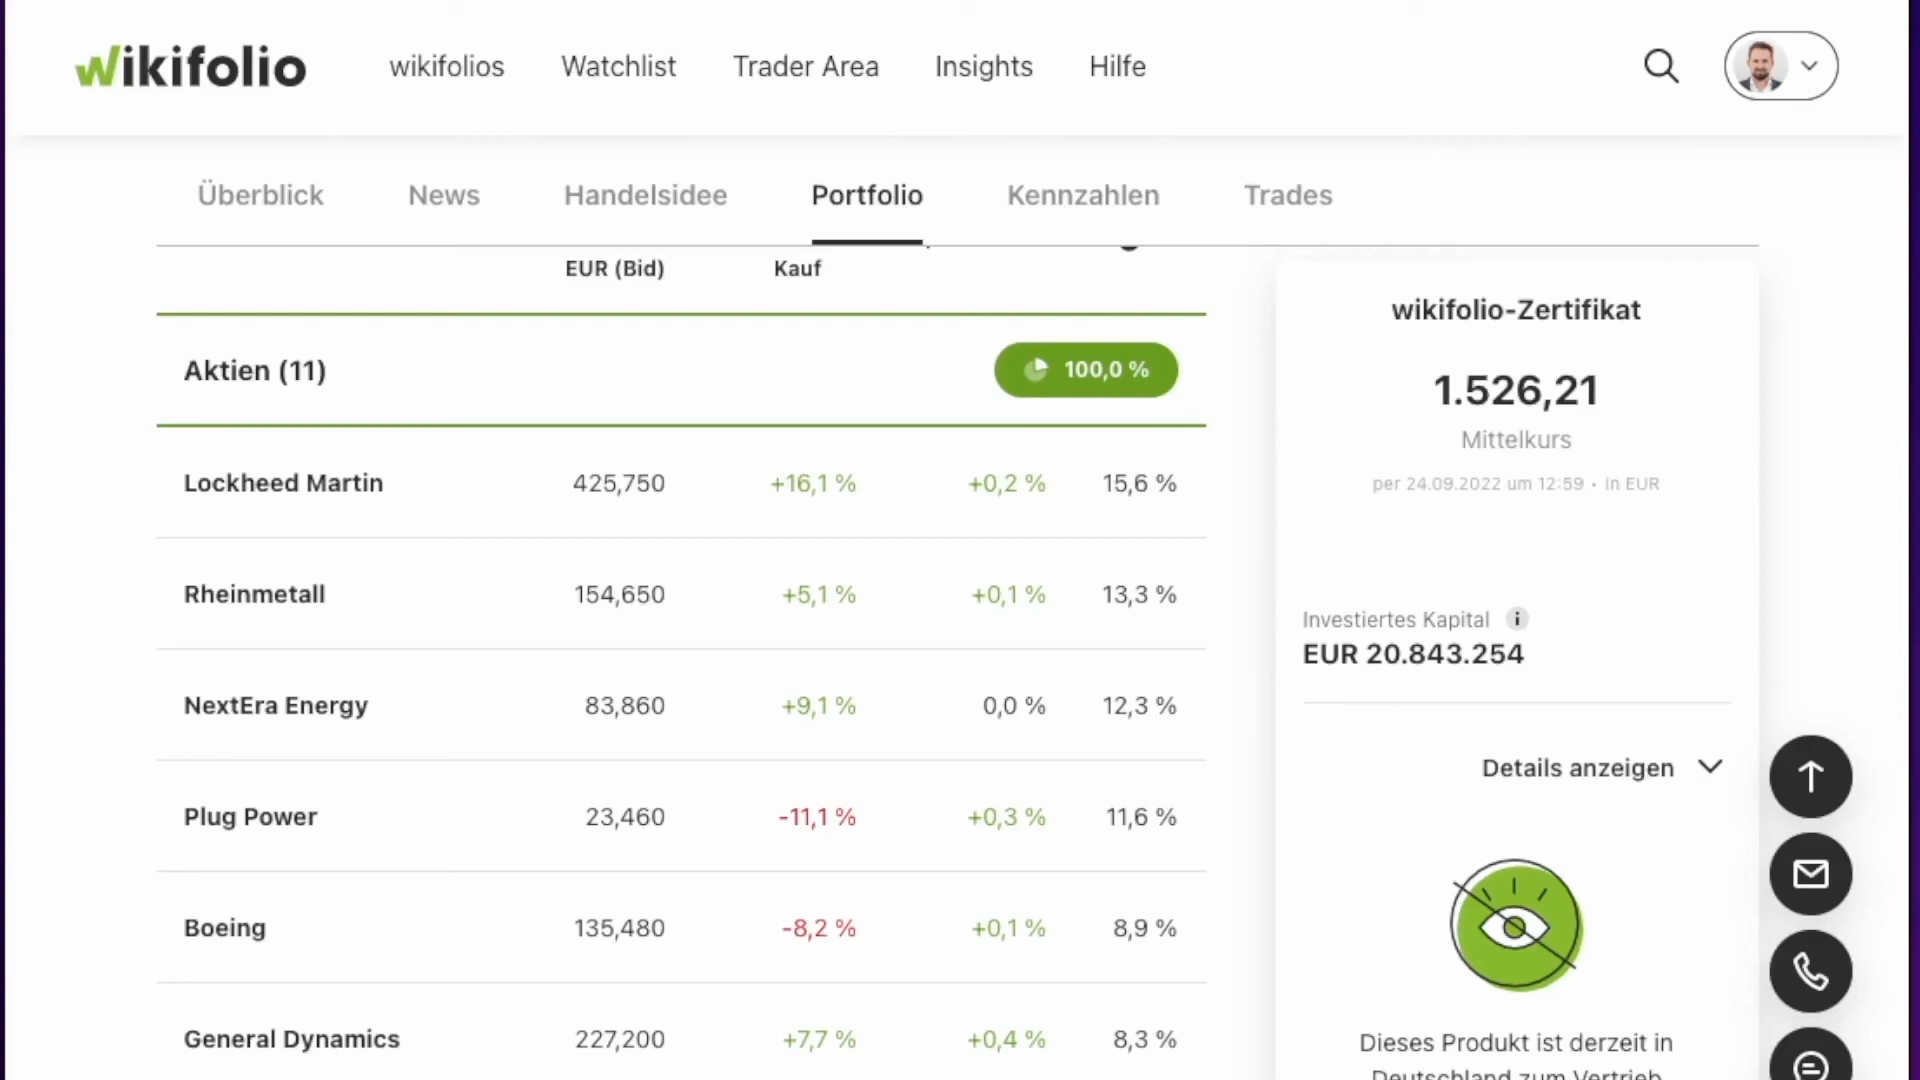 wikifolio
wikifolios Watchlist Trader Area Insights Hilfe
Überblick News Handelsidee Portfolio Kennzahlen Trades
EUR (Bid) Kauf
Aktien (11) 100,0 %
Lockheed Martin 425,750 +16,1 % +0,2 % 15,6 %
Rheinmetall 154,650 +5,1 % +0,1 % 13,3 %
NextEra Energy 83,860 +9,1 % 0,0 % 12,3 %
Plug Power 23,460 -11,1 % +0,3 % 11,6 %
Boeing 135,480 -8,2 % +0,1 % 8,9 %
General Dynamics 227,200 +7,7 % +0,4 % 8,3 %
wikifolio-Zertifikat
1.526,21
Mittelkurs
per 24.09.2022 um 12:59 • in EUR
Investiertes Kapital i
EUR 20.843.254
Details anzeigen
Dieses Produkt ist derzeit in
Deutschland zum Vertrieb